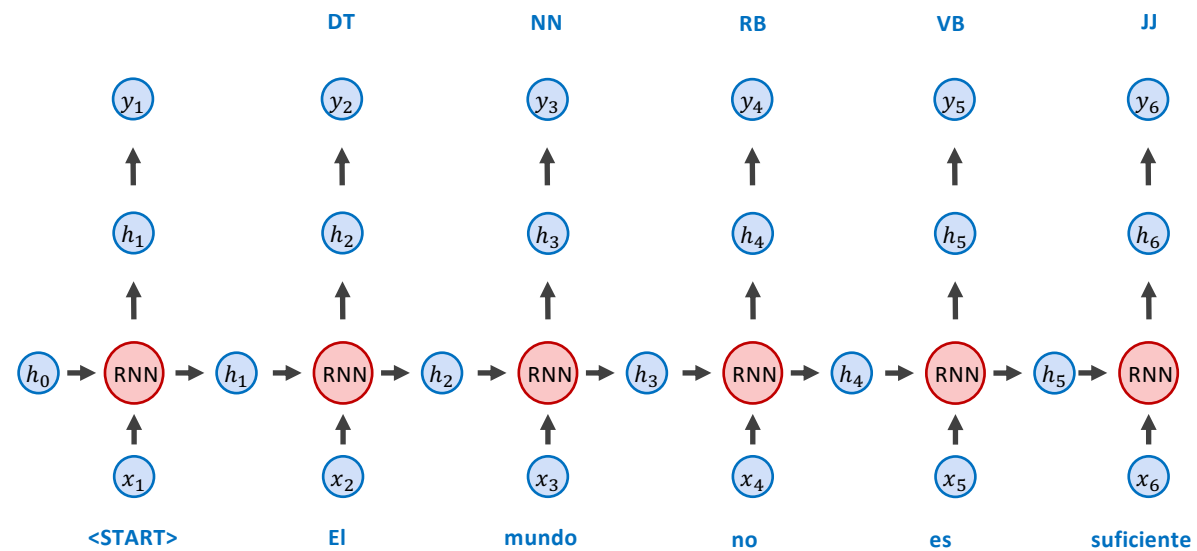 DT NN RB VB JJ
y₁ y₂ y₃ y₄ y₅ y₆
h₁ h₂ h₃ h₄ h₅ h₆
h₀ RNN h₁ RNN h₂ RNN h₃ RNN h₄ RNN h₅ RNN
x₁ x₂ x₃ x₄ x₅ x₆
<START> El mundo no es suficiente